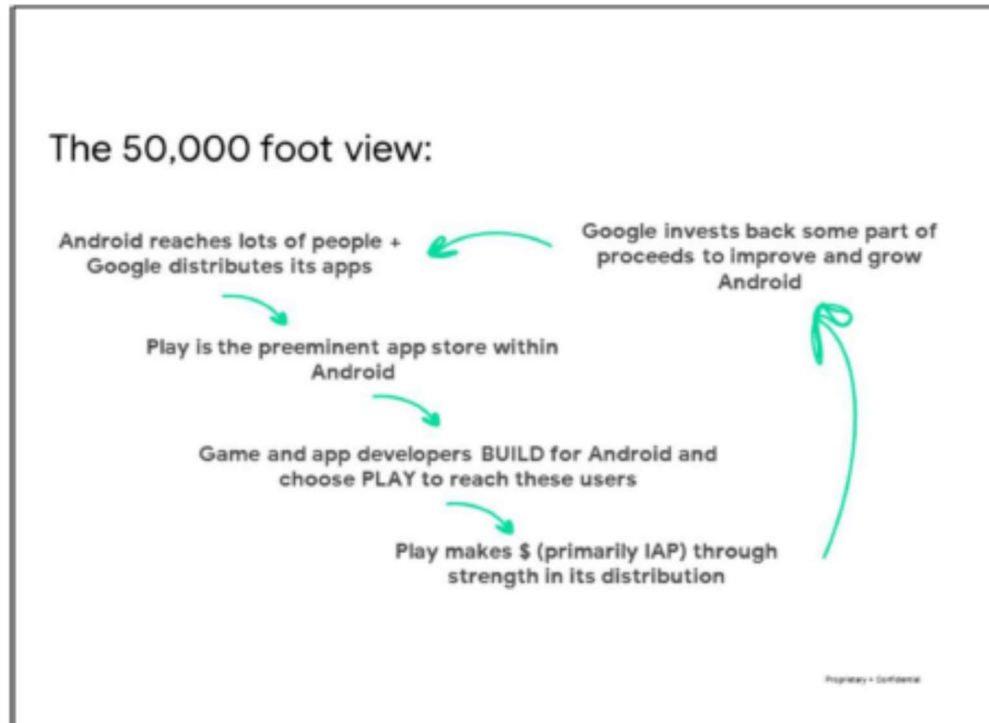 The 50,000 foot view:
Android reaches lots of people +
Google distributes its apps
Google invests back some part of
proceeds to improve and grow
Android
Play is the preeminent app store within
Android
Game and app developers BUILD for Android and
choose PLAY to reach these users
Play makes $ (primarily IAP) through
strength in its distribution
Proprietary + Confidential